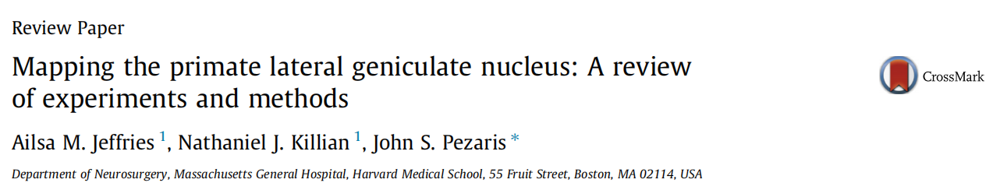 Review Paper
Mapping the primate lateral geniculate nucleus: A review
of experiments and methods
CrossMark
Ailsa M. Jeffries 1, Nathaniel J. Killian 1, John S. Pezaris *
Department of Neurosurgery, Massachusetts General Hospital, Harvard Medical School, 55 Fruit Street, Boston, MA 02114, USA